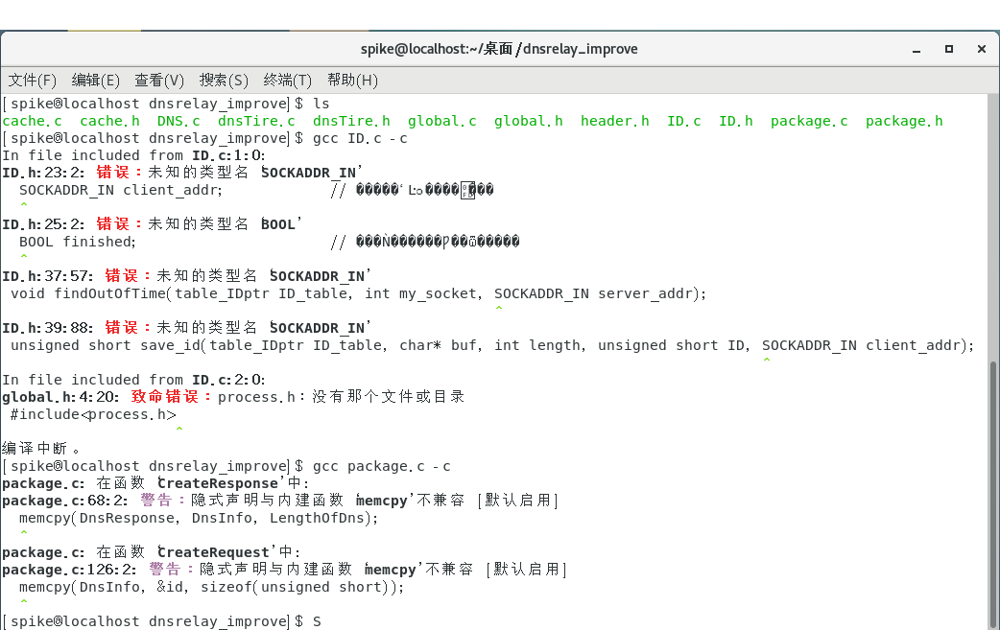 spike@localhost:~/桌面/dnsrelay_improve
文件(F) 编辑(E) 查看(V) 搜索(S) 终端(T) 帮助(H)
[spike@localhost dnsrelay_improve]$ ls
cache.c cache.h DNS.c dnsTire.c dnsTire.h global.c global.h header.h ID.c ID.h package.c package.h
[spike@localhost dnsrelay_improve]$ gcc ID.c -c
In file included from ID.c:1:0:
ID.h:23:2: 错误：未知的类型名‘SOCKADDR_IN’
SOCKADDR_IN client_addr; //
^
ID.h:25:2: 错误：未知的类型名‘BOOL’
BOOL finished; //
^
ID.h:37:57: 错误：未知的类型名‘SOCKADDR_IN’
void findOutOfTime(table_IDptr ID_table, int my_socket, SOCKADDR_IN server_addr);
^
ID.h:39:88: 错误：未知的类型名‘SOCKADDR_IN’
unsigned short save_id(table_IDptr ID_table, char* buf, int length, unsigned short ID, SOCKADDR_IN client_addr);
^
In file included from ID.c:2:0:
global.h:4:20: 致命错误：process.h：没有那个文件或目录
#include<process.h>
^
编译中断。
[spike@localhost dnsrelay_improve]$ gcc package.c -c
package.c: 在函数‘CreateResponse’中:
package.c:68:2: 警告：隐式声明与内建函数‘memcpy’不兼容 [默认启用]
memcpy(DnsResponse, DnsInfo, LengthOfDns);
^
package.c: 在函数‘CreateRequest’中:
package.c:126:2: 警告：隐式声明与内建函数‘memcpy’不兼容 [默认启用]
memcpy(DnsInfo, &id, sizeof(unsigned short));
^
[spike@localhost dnsrelay_improve]$ S